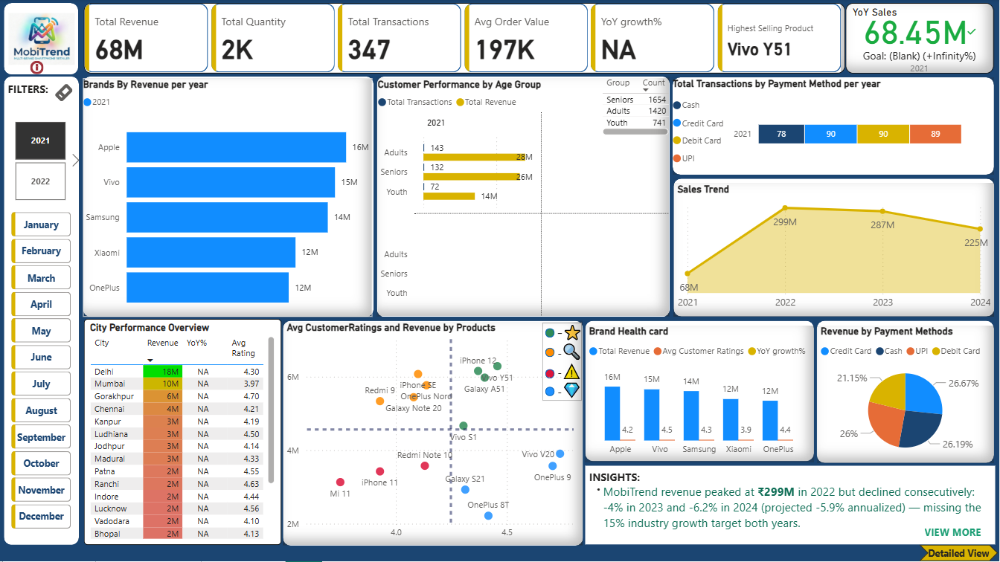 MobiTrend
MULTI-BRAND SMARTPHONE RETAILER
Total Revenue
68M
Total Quantity
2K
Total Transactions
347
Avg Order Value
197K
YoY growth%
NA
Highest Selling Product
Vivo Y51
YoY Sales
68.45M
Goal: (Blank) (+Infinity%)
2021
FILTERS:
2021
2022
January
February
March
April
May
June
July
August
September
October
November
December
Brands By Revenue per year
2021
Apple 16M
Vivo 15M
Samsung 14M
Xiaomi 12M
OnePlus 12M
Customer Performance by Age Group
Total Transactions Total Revenue
2021
Adults 143
28M
Seniors 132
26M
Youth 72
14M
Adults
Seniors
Youth
Group Count
Seniors 1654
Adults 1420
Youth 741
Total Transactions by Payment Method per year
Cash
Credit Card
Debit Card
UPI
2021 78 90 90 89
Sales Trend
68M 299M 287M 225M
2021 2022 2023 2024
City Performance Overview
City Revenue YoY% Avg Rating
Delhi 18M NA 4.30
Mumbai 10M NA 3.97
Gorakhpur 6M NA 4.70
Chennai 4M NA 4.21
Kanpur 3M NA 4.19
Ludhiana 3M NA 4.50
Jodhpur 3M NA 4.14
Madurai 3M NA 4.33
Patna 2M NA 4.55
Ranchi 2M NA 4.63
Indore 2M NA 4.44
Lucknow 2M NA 4.56
Vadodara 2M NA 4.10
Bhopal 2M NA 4.13
Avg CustomerRatings and Revenue by Products
6M
4M
2M
4.0 4.5
iPhone 12
Vivo Y51
Galaxy A51
Redmi 9
iPhone SE
OnePlus Nord
Galaxy Note 20
Vivo S1
Redmi Note 10
iPhone 11
Mi 11
Vivo V20
OnePlus 9
Galaxy S21
OnePlus 8T
Brand Health card
Total Revenue Avg Customer Ratings YoY growth%
16M 15M 14M 12M 12M
4.2 4.5 4.3 3.9 4.4
Apple Vivo Samsung Xiaomi OnePlus
Revenue by Payment Methods
Credit Card Cash UPI Debit Card
21.15% 26.67%
26% 26.19%
INSIGHTS:
• MobiTrend revenue peaked at ₹299M in 2022 but declined consecutively:
-4% in 2023 and -6.2% in 2024 (projected -5.9% annualized) — missing the
15% industry growth target both years.
VIEW MORE
Detailed View